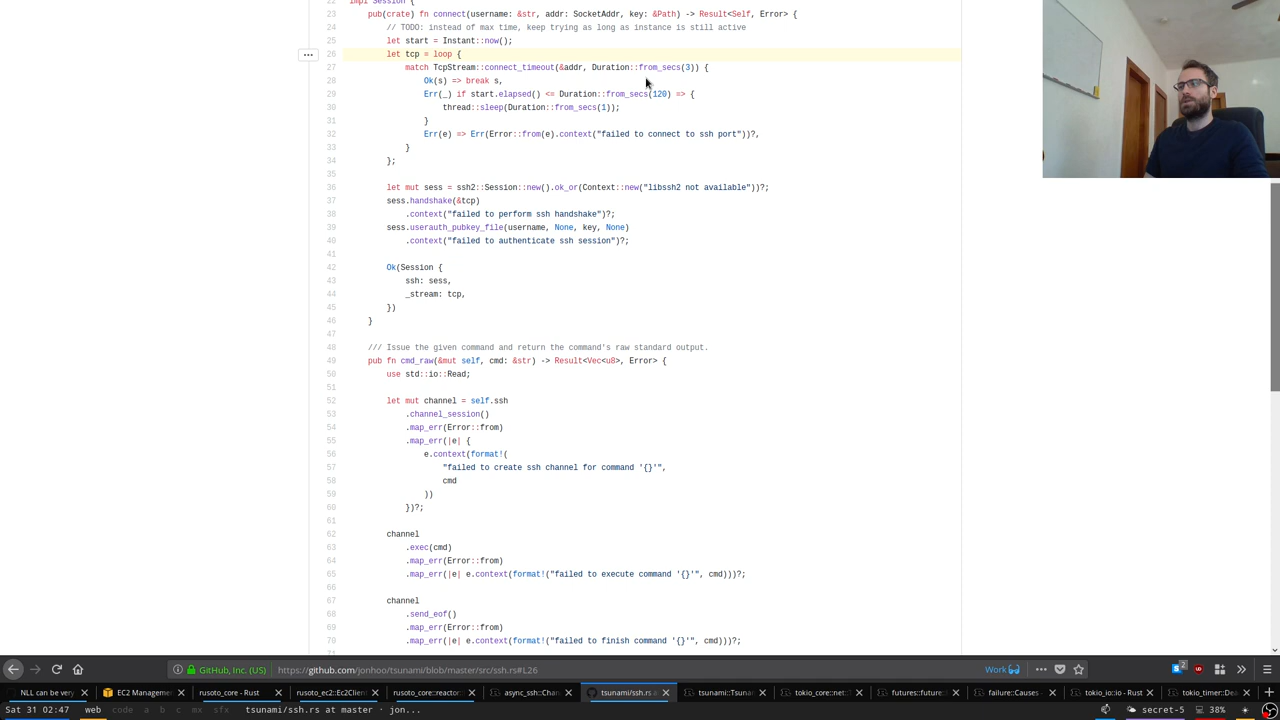 22 impl Session {
23 pub(crate) fn connect(username: &str, addr: SocketAddr, key: &Path) -> Result<Self, Error> {
24 // TODO: instead of max time, keep trying as long as instance is still active
25 let start = Instant::now();
26 let tcp = loop {
27 match TcpStream::connect_timeout(&addr, Duration::from_secs(3)) {
28 Ok(s) => break s,
29 Err(_) if start.elapsed() <= Duration::from_secs(120) => {
30 thread::sleep(Duration::from_secs(1));
31 }
32 Err(e) => Err(Error::from(e).context("failed to connect to ssh port"))?,
33 }
34 };
35
36 let mut sess = ssh2::Session::new().ok_or(Context::new("libssh2 not available"))?;
37 sess.handshake(&tcp)
38 .context("failed to perform ssh handshake")?;
39 sess.userauth_pubkey_file(username, None, key, None)
40 .context("failed to authenticate ssh session")?;
41
42 Ok(Session {
43 ssh: sess,
44 _stream: tcp,
45 })
46 }
47
48 /// Issue the given command and return the command's raw standard output.
49 pub fn cmd_raw(&mut self, cmd: &str) -> Result<Vec<u8>, Error> {
50 use std::io::Read;
51
52 let mut channel = self.ssh
53 .channel_session()
54 .map_err(Error::from)
55 .map_err(|e| {
56 e.context(format!(
57 "failed to create ssh channel for command '{}'",
58 cmd
59 ))
60 })?;
61
62 channel
63 .exec(cmd)
64 .map_err(Error::from)
65 .map_err(|e| e.context(format!("failed to execute command '{}'", cmd)))?;
66
67 channel
68 .send_eof()
69 .map_err(Error::from)
70 .map_err(|e| e.context(format!("failed to finish command '{}'", cmd)))?;
GitHub, Inc. (US) https://github.com/jonhoo/tsunami/blob/master/src/ssh.rs#L26 Work 2
NLL can be very EC2 Managemen rusoto_core - Rust rusoto_ec2::Ec2Clien rusoto_core::reactor async_ssh::Chan tsunami/ssh.rs a tsunami::Tsunam tokio_core::net: futures::future: failure::Causes tokio_io::io - Rust tokio_timer::De
Sat 31 02:47 web code a b c mx sfx tsunami/ssh.rs at master · jon... secret-5 38%